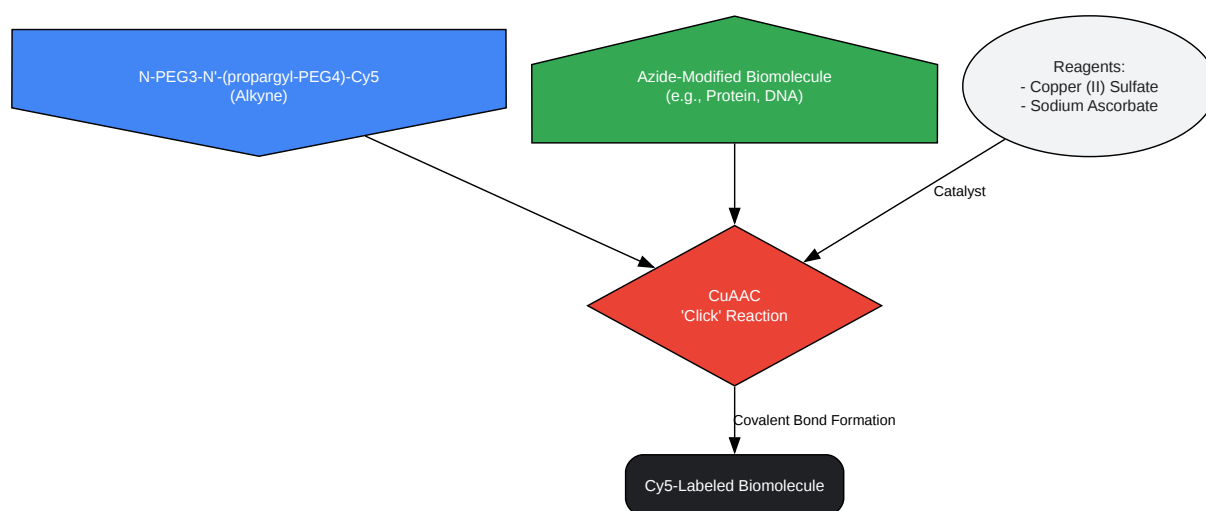 N-PEG3-N'-(propargyl-PEG4)-Cy5
(Alkyne)
Azide-Modified Biomolecule
(e.g., Protein, DNA)
Reagents:
- Copper (II) Sulfate
- Sodium Ascorbate
Catalyst
CuAAC
'Click' Reaction
Covalent Bond Formation
Cy5-Labeled Biomolecule